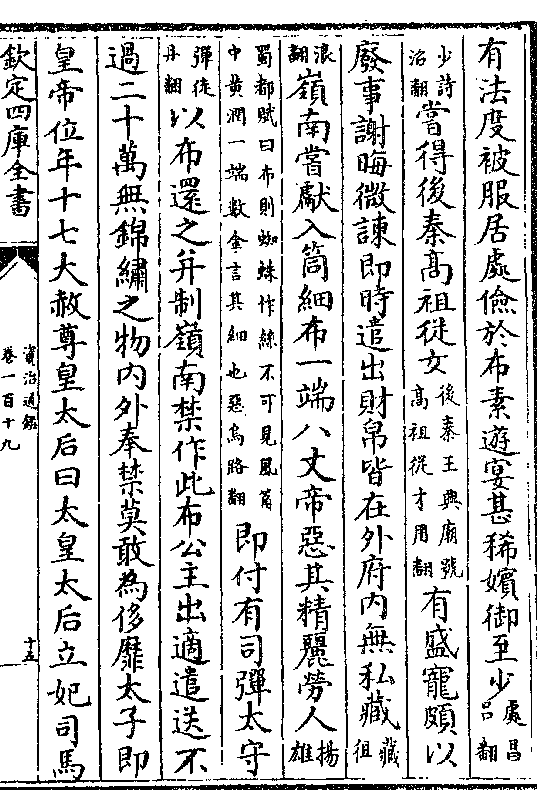 有法度被服居處儉於布素遊宴甚稀嬪御至少處昌呂翻
少詩沼翻嘗得後秦高祖從女後秦王興廟號高祖從才用翻有盛寵頗以
廢事謝晦微諫即時遣出財帛皆在外府内無私藏藏徂
浪翻嶺南嘗獻入筒細布一端八丈帝惡其精麗勞人揚雄
蜀都賦曰布則蜘蛛作絲不可見風筩中黄潤一端數金言其細也惡烏路翻即付有司彈太守
彈徒丹翻以布還之并制嶺南禁作此布公主出適遣送不
過二十萬無錦繡之物内外奉禁莫敢為侈靡太子即
皇帝位年十七大赦尊皇太后曰太皇太后立妃司馬
欽定四庫全書
資治通鑑
卷一百十九
十五